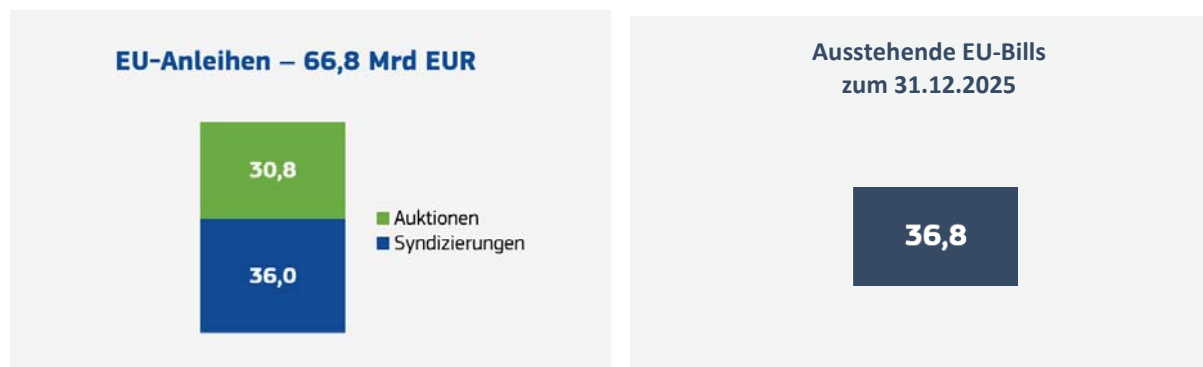 EU-Anleihen – 66,8 Mrd EUR
30,8
36,0
Auktionen
Syndizierungen
Ausstehende EU-Bills
zum 31.12.2025
36,8